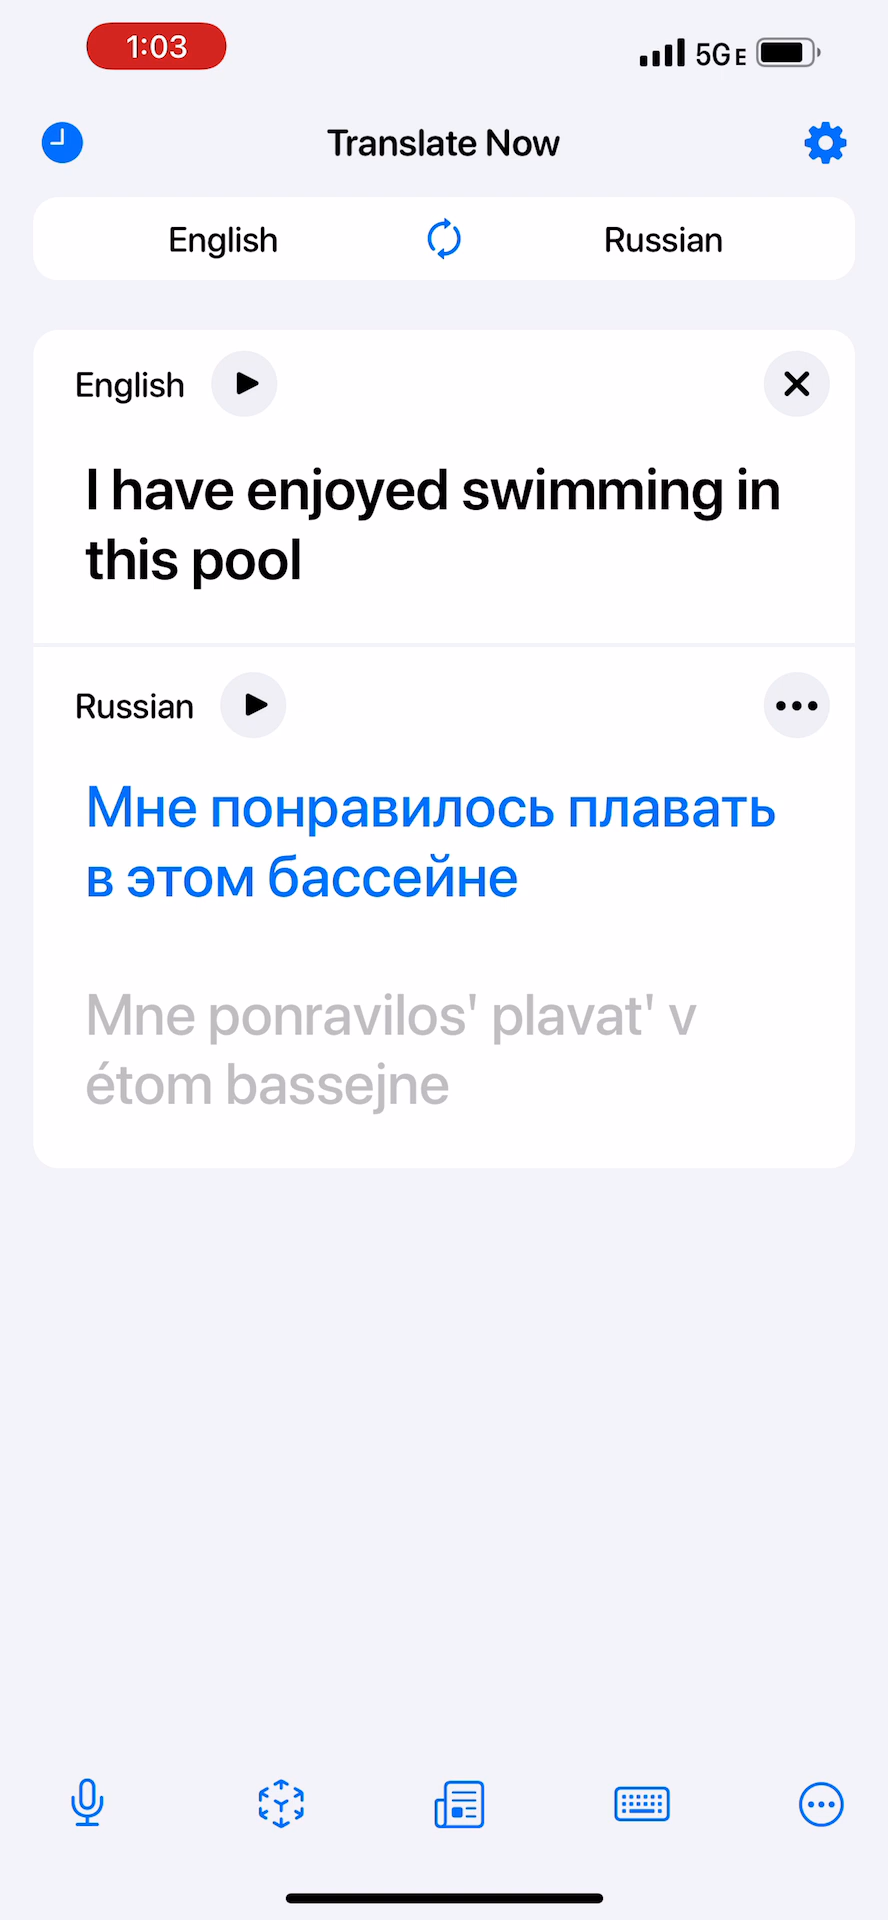 1:03
5GE
Translate Now
English
Russian
English
I have enjoyed swimming in
this pool
Russian
Мне понравилось плавать
в этом бассейне
Mne ponravilos' plavat' v
étom bassejne